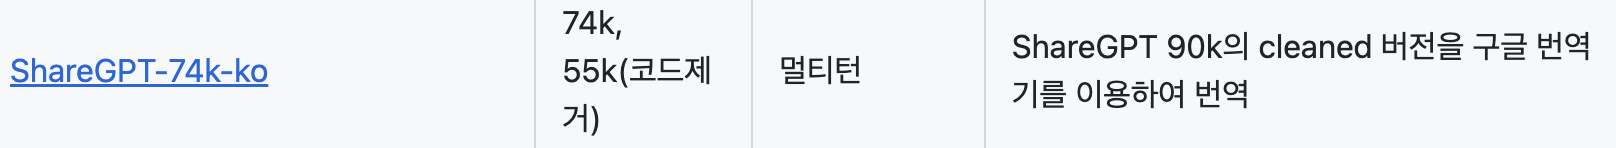 ShareGPT-74k-ko
74k,
55k(코드제
거)
멀티턴
ShareGPT 90k의 cleaned 버전을 구글 번역
기를 이용하여 번역